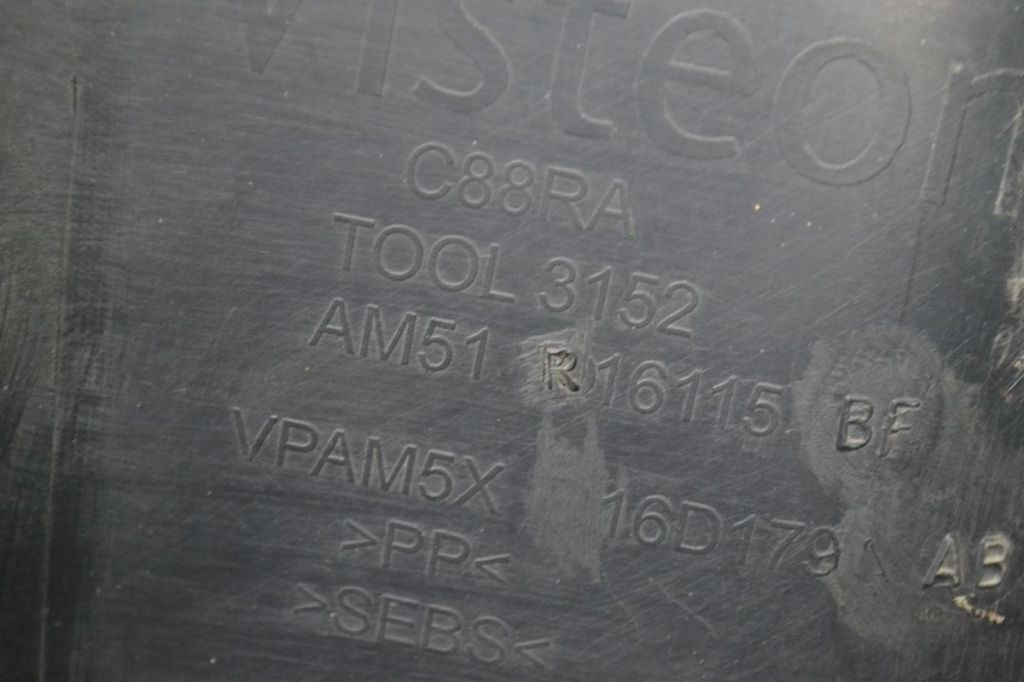 visteon
C88RA
TOOL 3152
AM51 R16115 BF
VPAM5X 16D179 AB
>PP<
>SEBS<